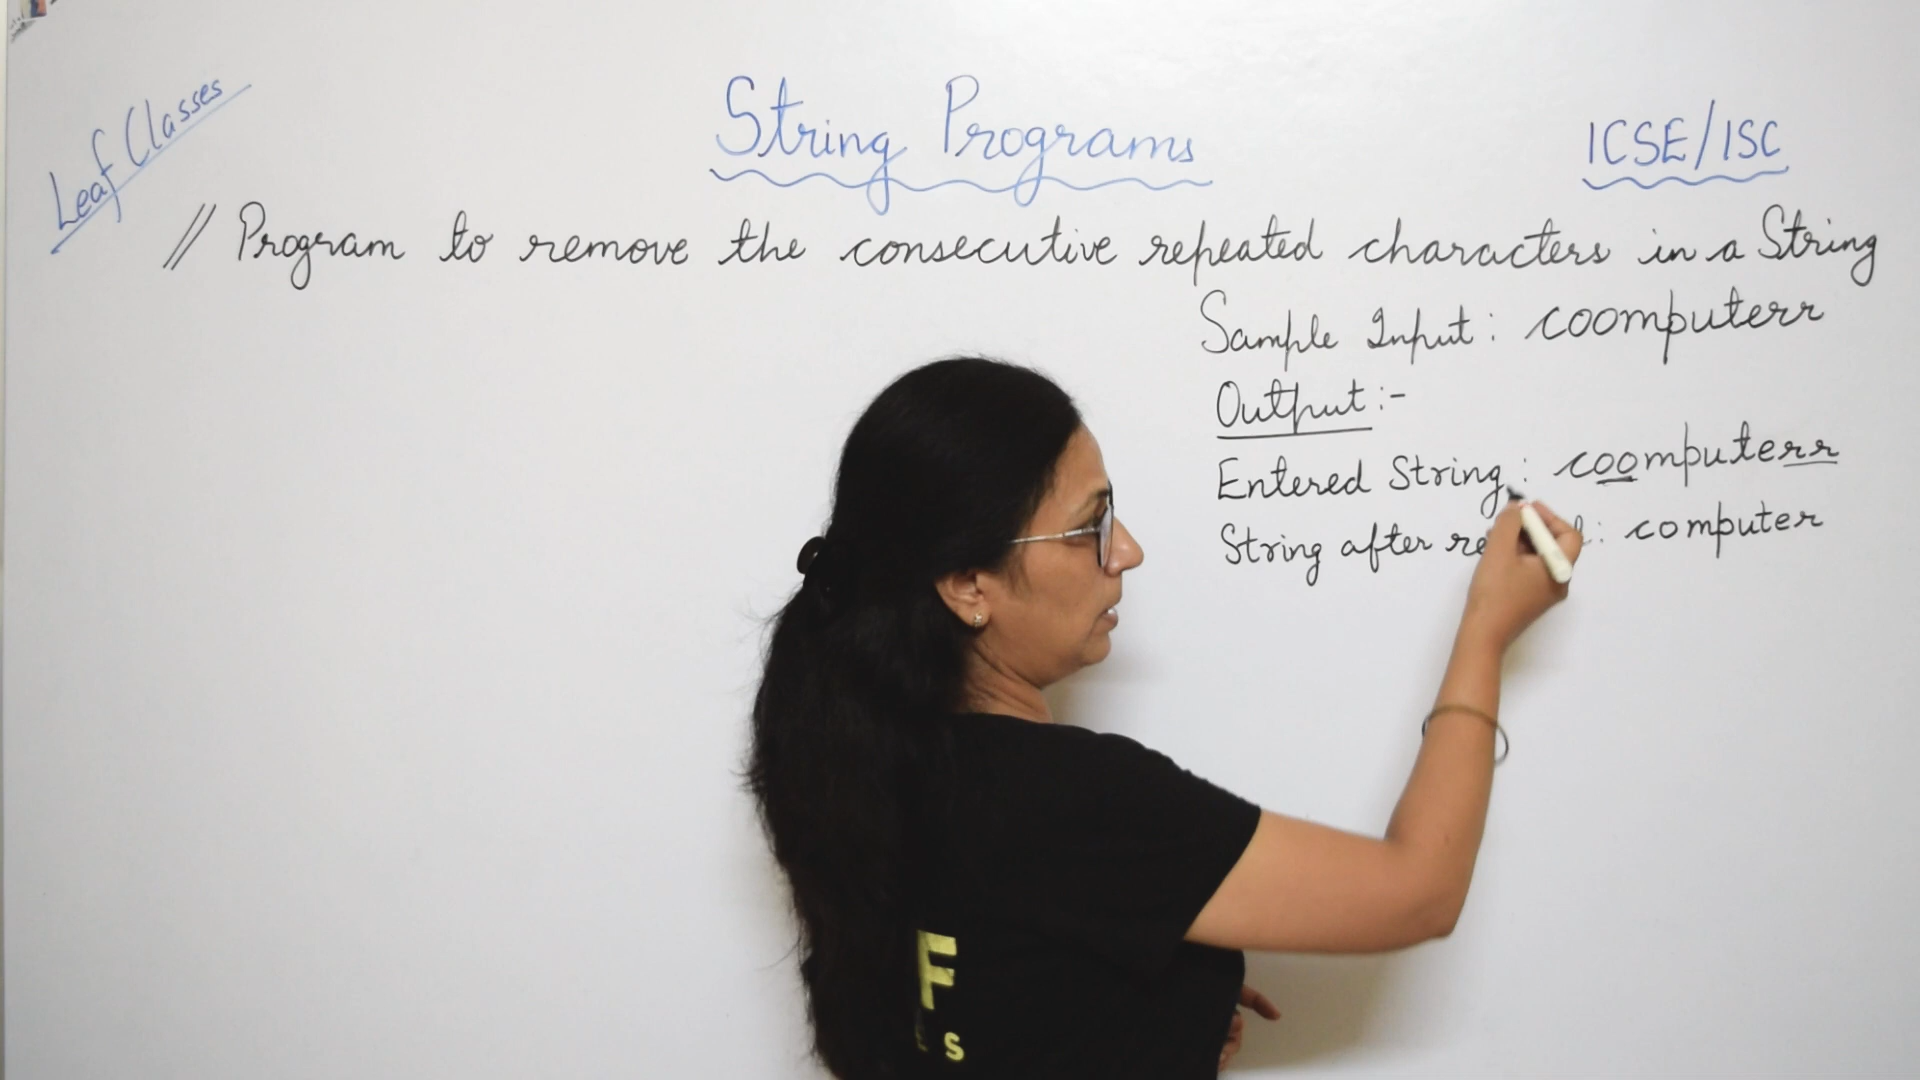 Leaf Classes
String Programs
ICSE/ISC
// Program to remove the consecutive repeated characters in a String
Sample Input: coomputerr
Output:-
Entered String: coomputerr
String after : computer
F
S